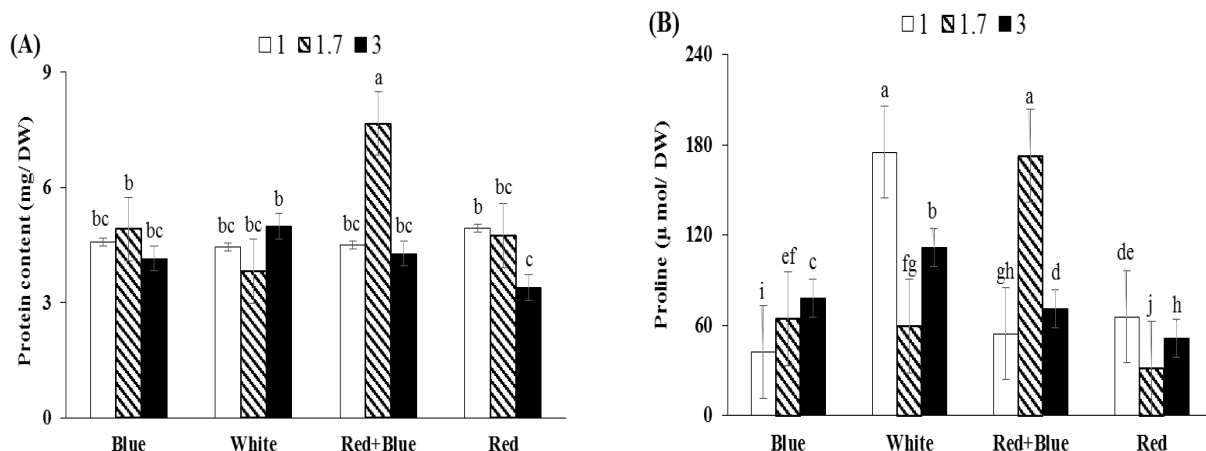 (A)
1 1.7 3
Protein content (mg/ DW)
9
6
3
0
bc b bc
bc bc b
bc a bc
b bc c
Blue White Red+Blue Red
(B)
1 1.7 3
Proline (µ mol/ DW)
240
180
120
60
0
i ef c
a fg b
gh a d
de j h
Blue White Red+Blue Red